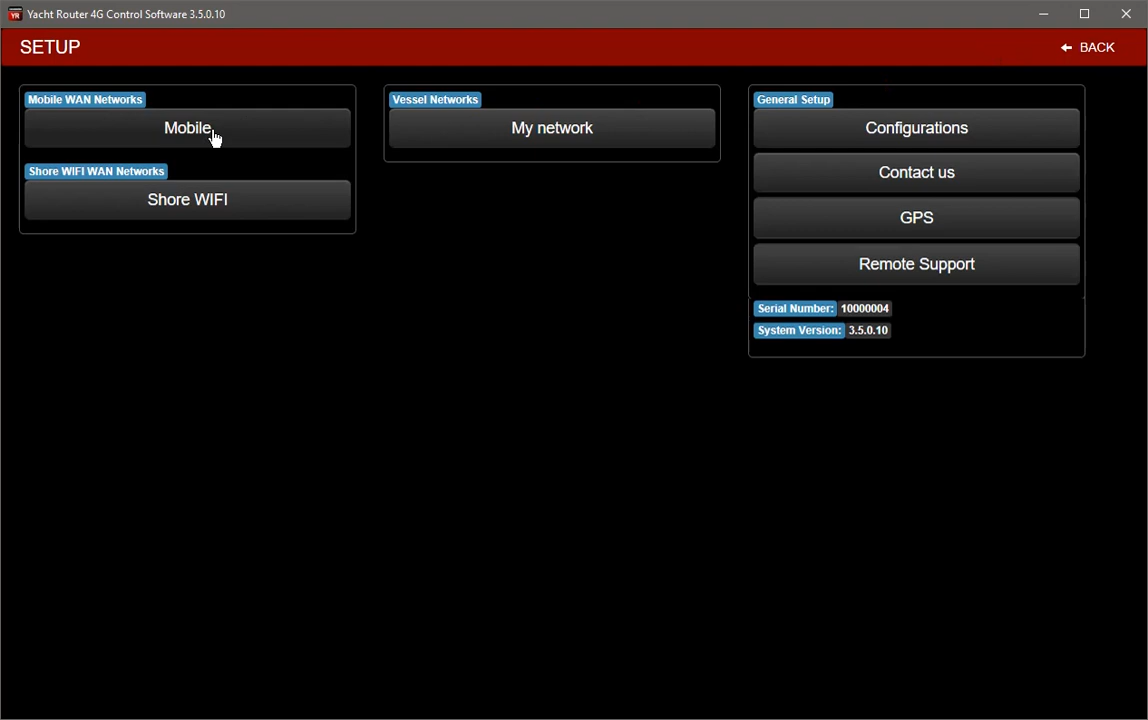 YR Yacht Router 4G Control Software 3.5.0.10
SETUP
BACK
Mobile WAN Networks
Mobile
Shore WIFI WAN Networks
Shore WIFI
Vessel Networks
My network
General Setup
Configurations
Contact us
GPS
Remote Support
Serial Number: 10000004
System Version: 3.5.0.10